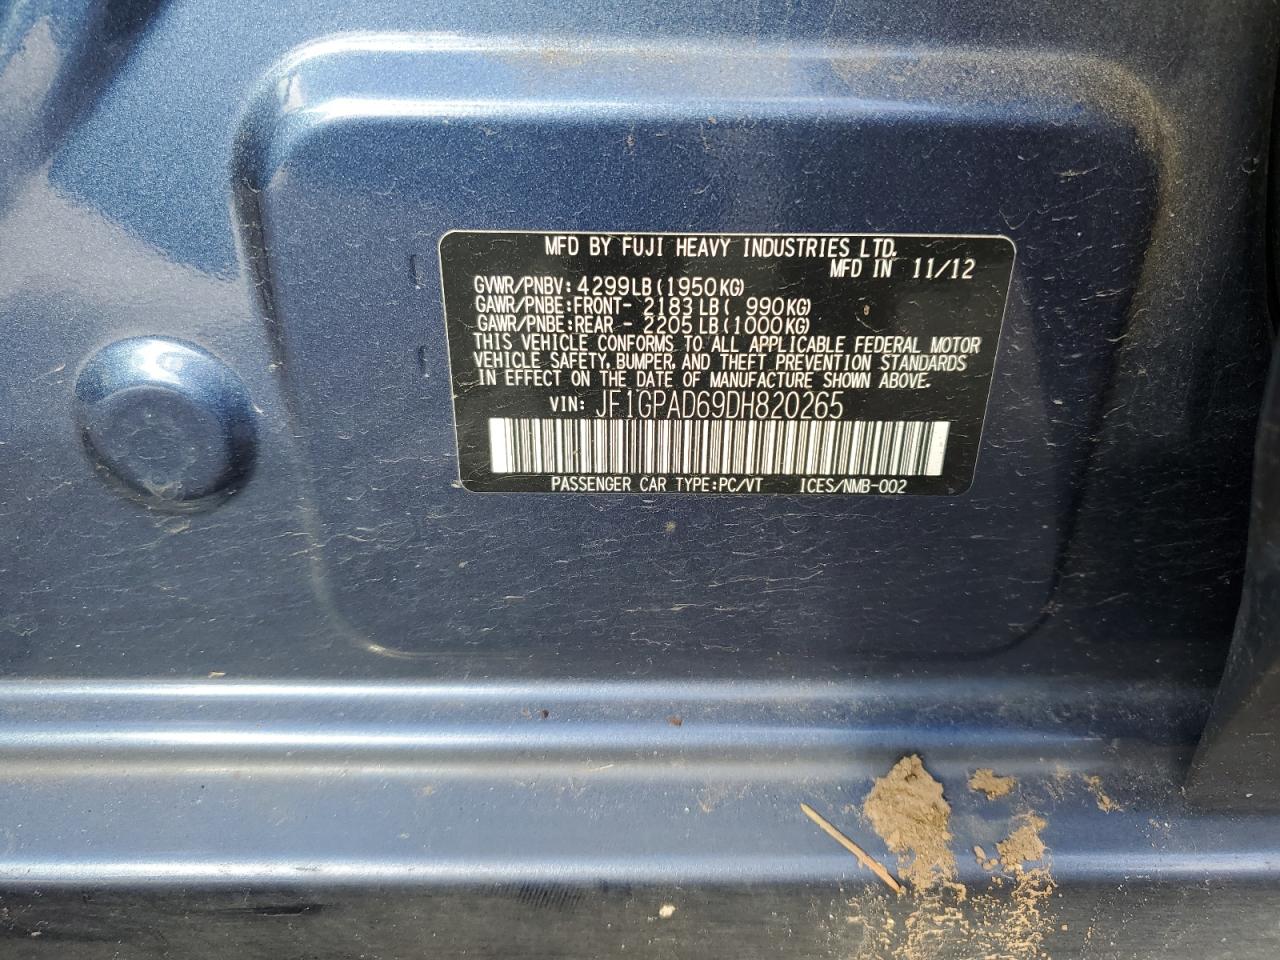 MFD BY FUJI HEAVY INDUSTRIES LTD.
MFD IN 11/12
GVWR/PNBV: 4299LB(1950KG)
GAWR/PNBE:FRONT- 2183LB( 990KG)
GAWR/PNBE:REAR - 2205LB(1000KG)
THIS VEHICLE CONFORMS TO ALL APPLICABLE FEDERAL MOTOR
VEHICLE SAFETY, BUMPER, AND THEFT PREVENTION STANDARDS
IN EFFECT ON THE DATE OF MANUFACTURE SHOWN ABOVE.
VIN: JF1GPAD69DH820265
PASSENGER CAR TYPE:PC/VT ICES/NMB-002